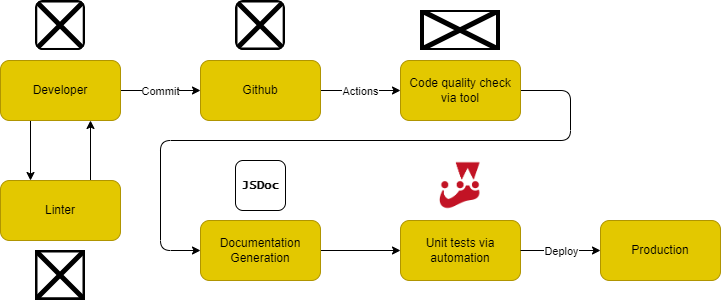 Developer
Commit
Github
Actions
Code quality check
via tool
Linter
JSDoc
Documentation
Generation
Unit tests via
automation
Deploy
Production